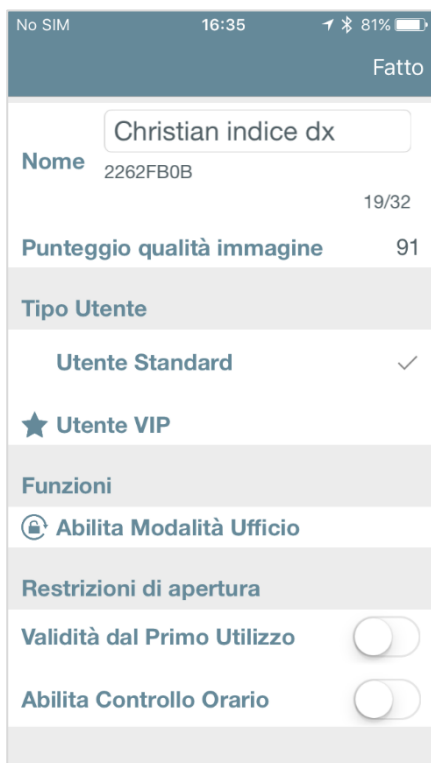 No SIM 16:35 81%
Fatto
Christian indice dx
Nome
2262FB0B
19/32
Punteggio qualità immagine 91
Tipo Utente
Utente Standard
Utente VIP
Funzioni
Abilita Modalità Ufficio
Restrizioni di apertura
Validità dal Primo Utilizzo
Abilita Controllo Orario